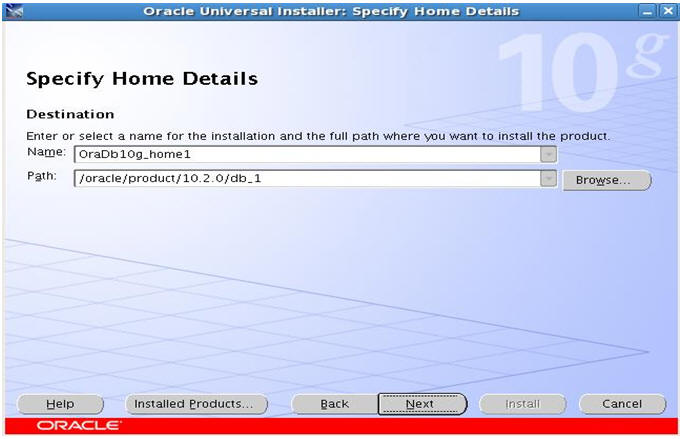 Oracle Universal Installer: Specify Home Details
10g
Specify Home Details
Destination
Enter or select a name for the installation and the full path where you want to install the product.
Name: OraDb10g_home1
Path: /oracle/product/10.2.0/db_1 Browse...
Help Installed Products... Back Next Install Cancel
ORACLE